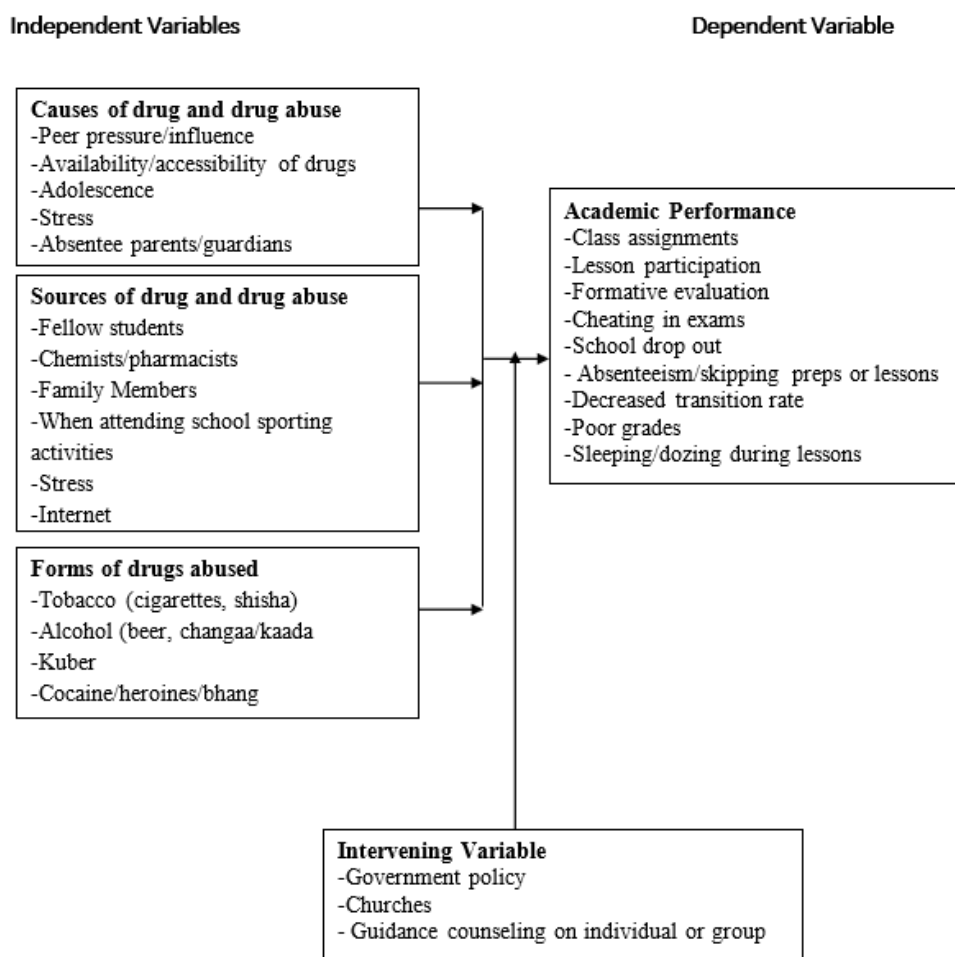 Independent Variables
Dependent Variable
Causes of drug and drug abuse
-Peer pressure/influence
-Availability/accessibility of drugs
-Adolescence
-Stress
-Absentee parents/guardians
Sources of drug and drug abuse
-Fellow students
-Chemists/pharmacists
-Family Members
-When attending school sporting
activities
-Stress
-Internet
Forms of drugs abused
-Tobacco (cigarettes, shisha)
-Alcohol (beer, changaa/kaada
-Kuber
-Cocaine/heroines/bhang
Academic Performance
-Class assignments
-Lesson participation
-Formative evaluation
-Cheating in exams
-School drop out
- Absenteeism/skipping preps or lessons
-Decreased transition rate
-Poor grades
-Sleeping/dozing during lessons
Intervening Variable
-Government policy
-Churches
- Guidance counseling on individual or group